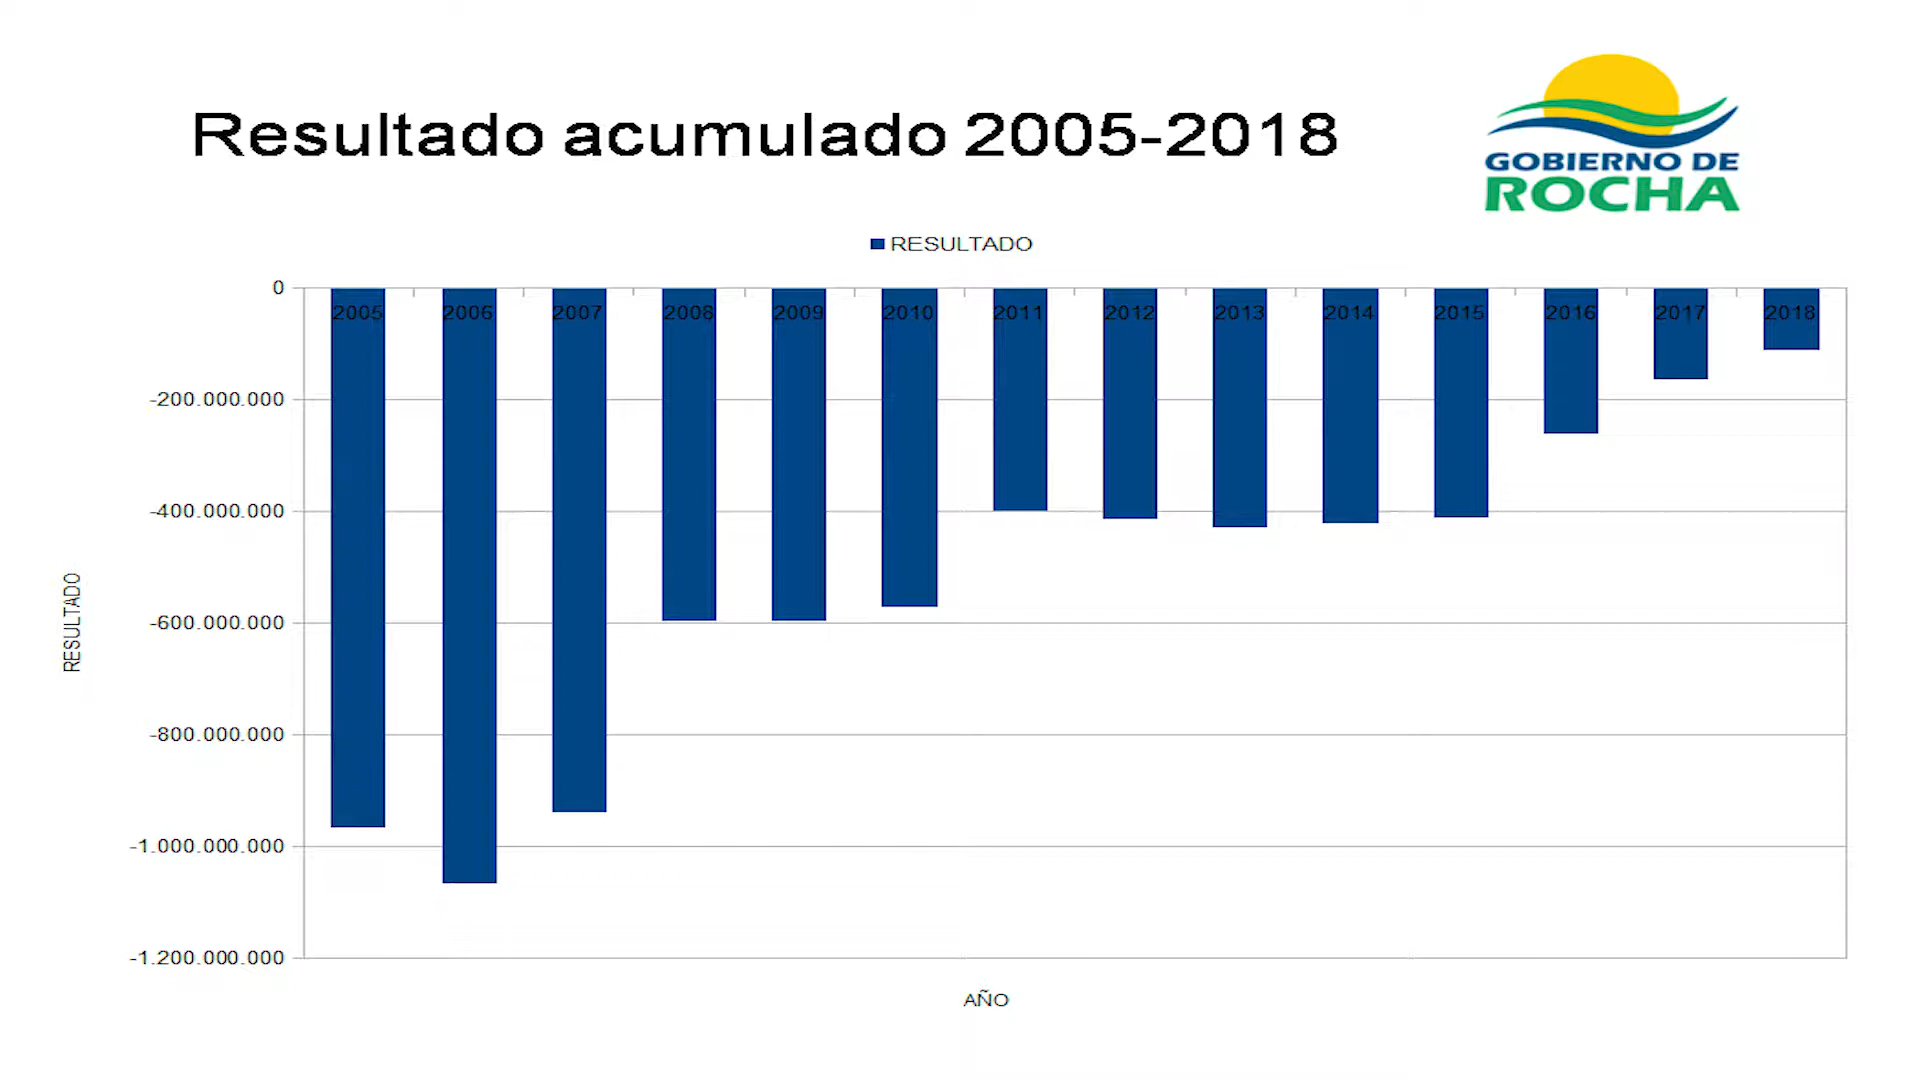 Resultado acumulado 2005-2018
GOBIERNO DE
ROCHA
RESULTADO
0
2005 2006 2007 2008 2009 2010 2011 2012 2013 2014 2015 2016 2017 2018
-200.000.000
-400.000.000
-600.000.000
-800.000.000
-1.000.000.000
-1.200.000.000
RESULTADO
AÑO